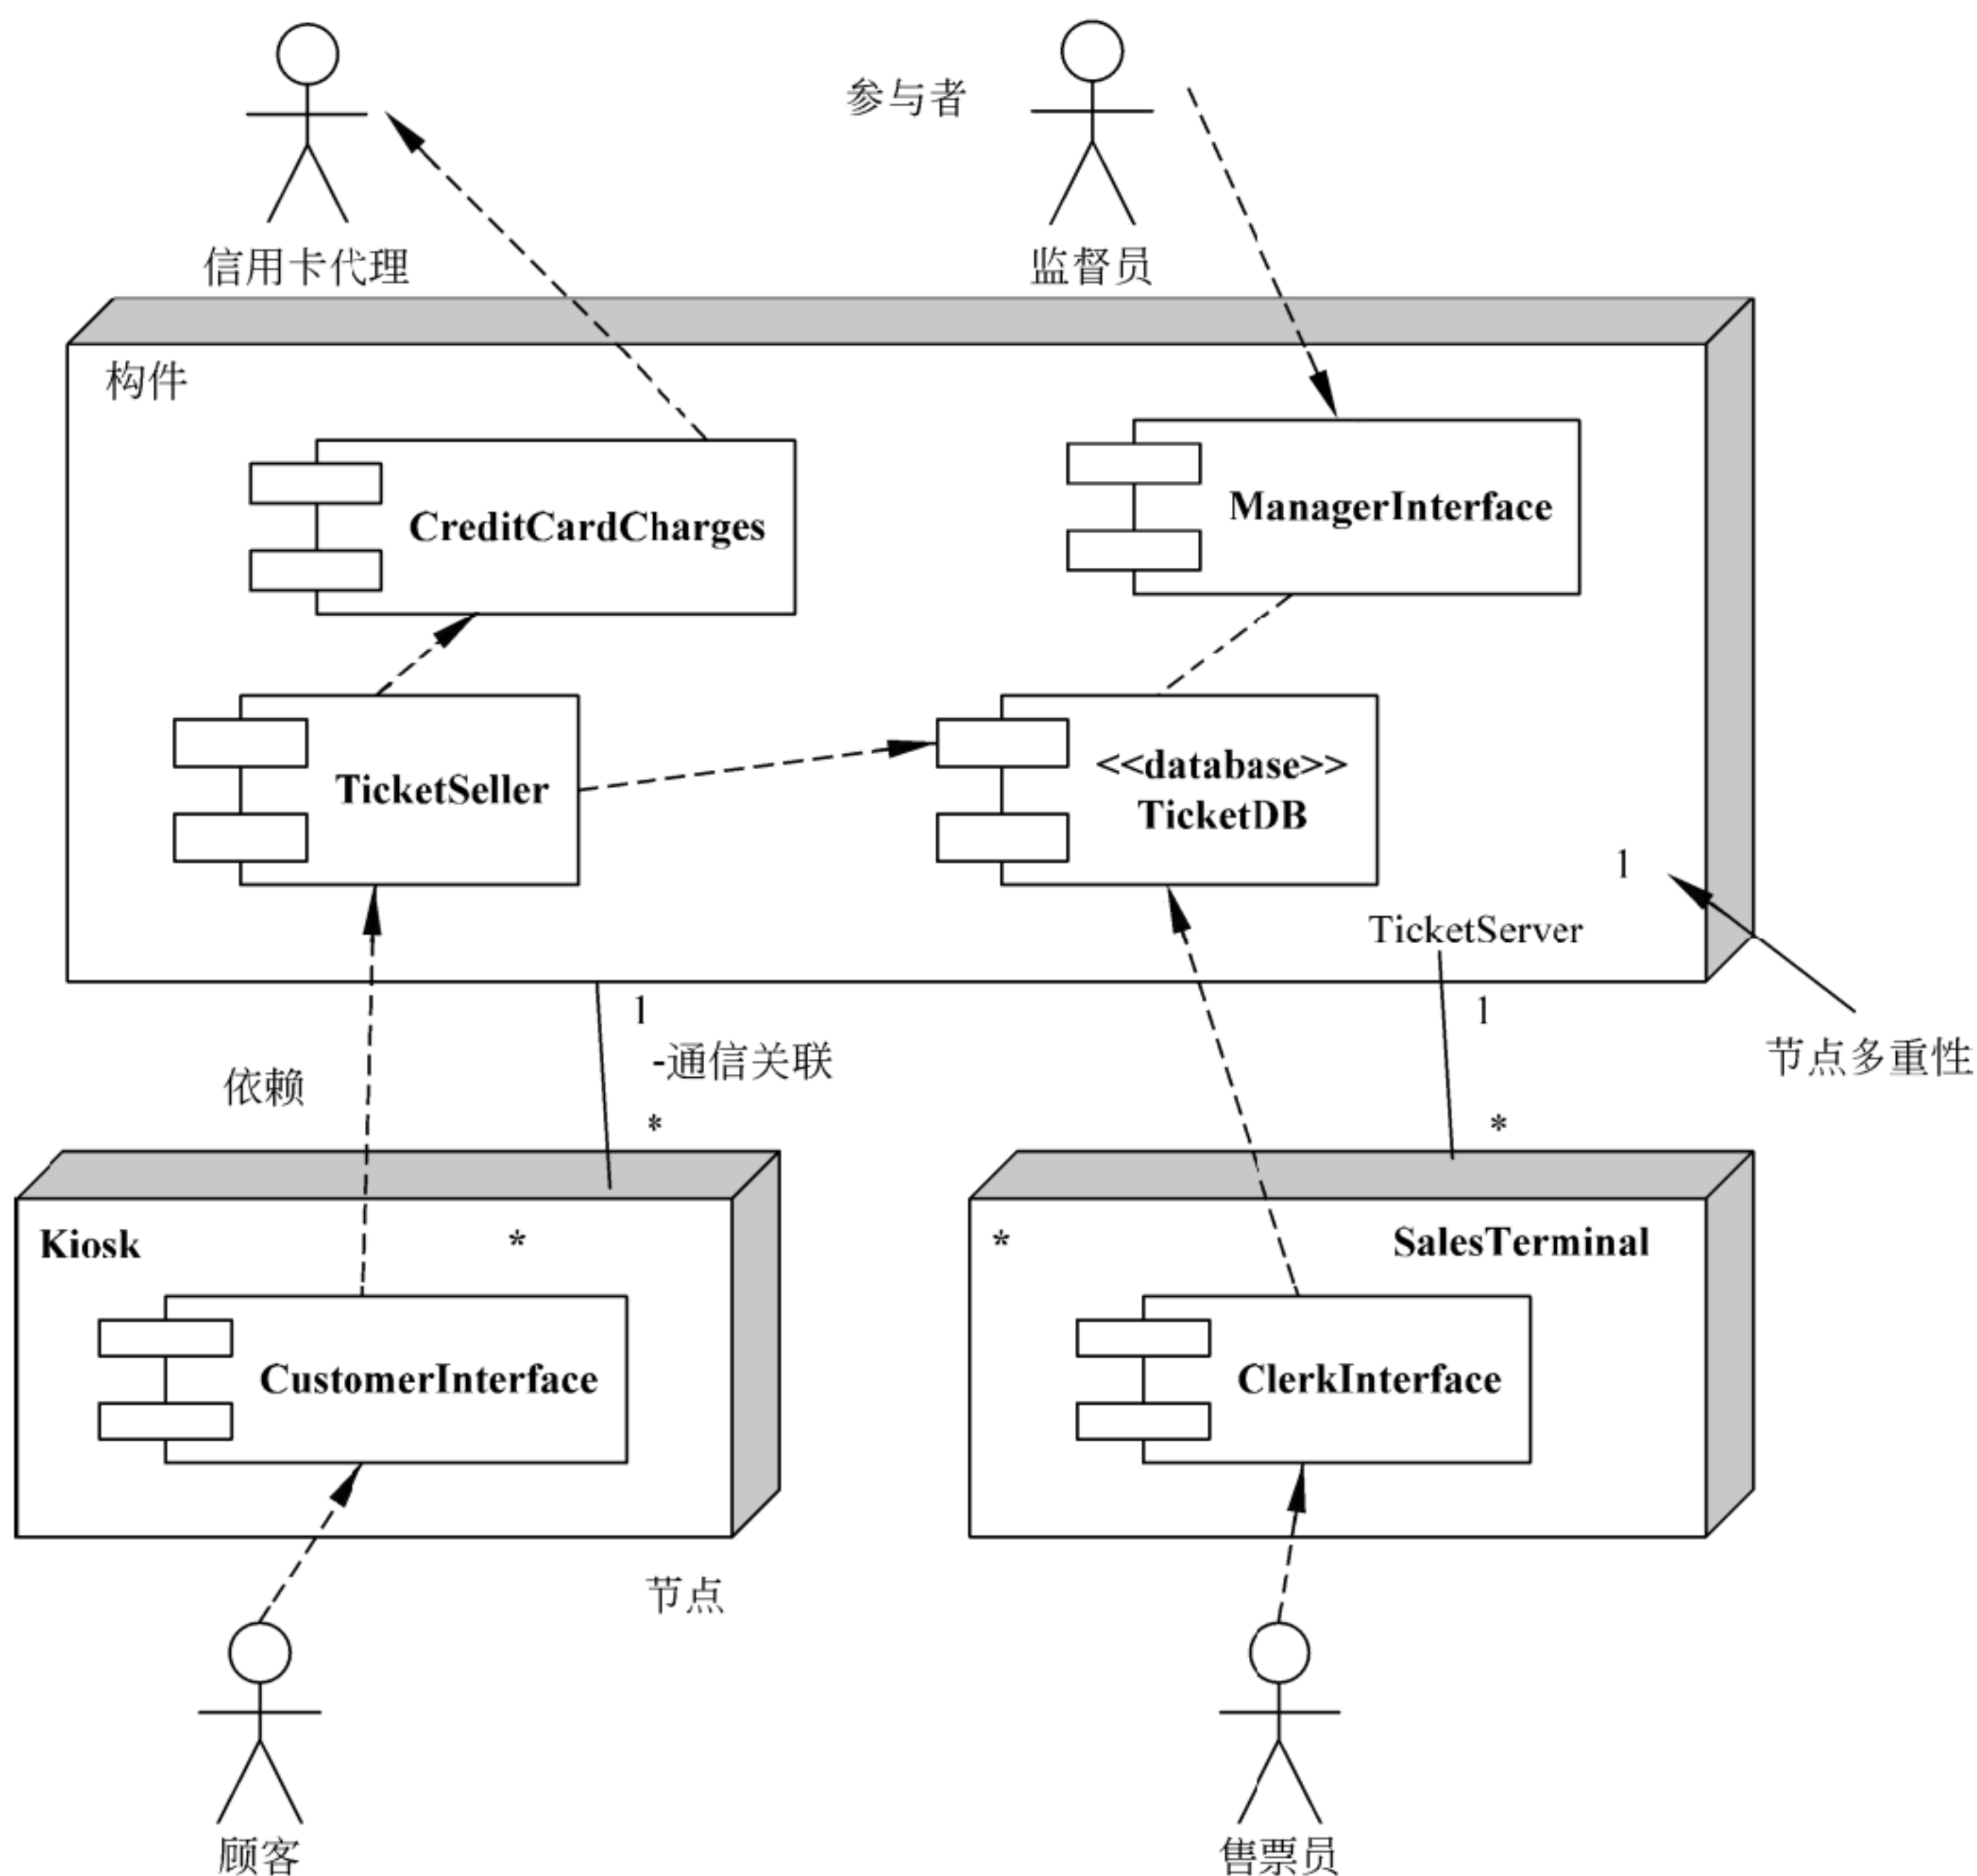 参与者
信用卡代理
监督员
构件
CreditCardCharges
ManagerInterface
TicketSeller
<<database>>
TicketDB
1
TicketServer
1
1
-通信关联
节点多重性
依赖
*
*
Kiosk
*
*
SalesTerminal
CustomerInterface
ClerkInterface
节点
顾客
售票员